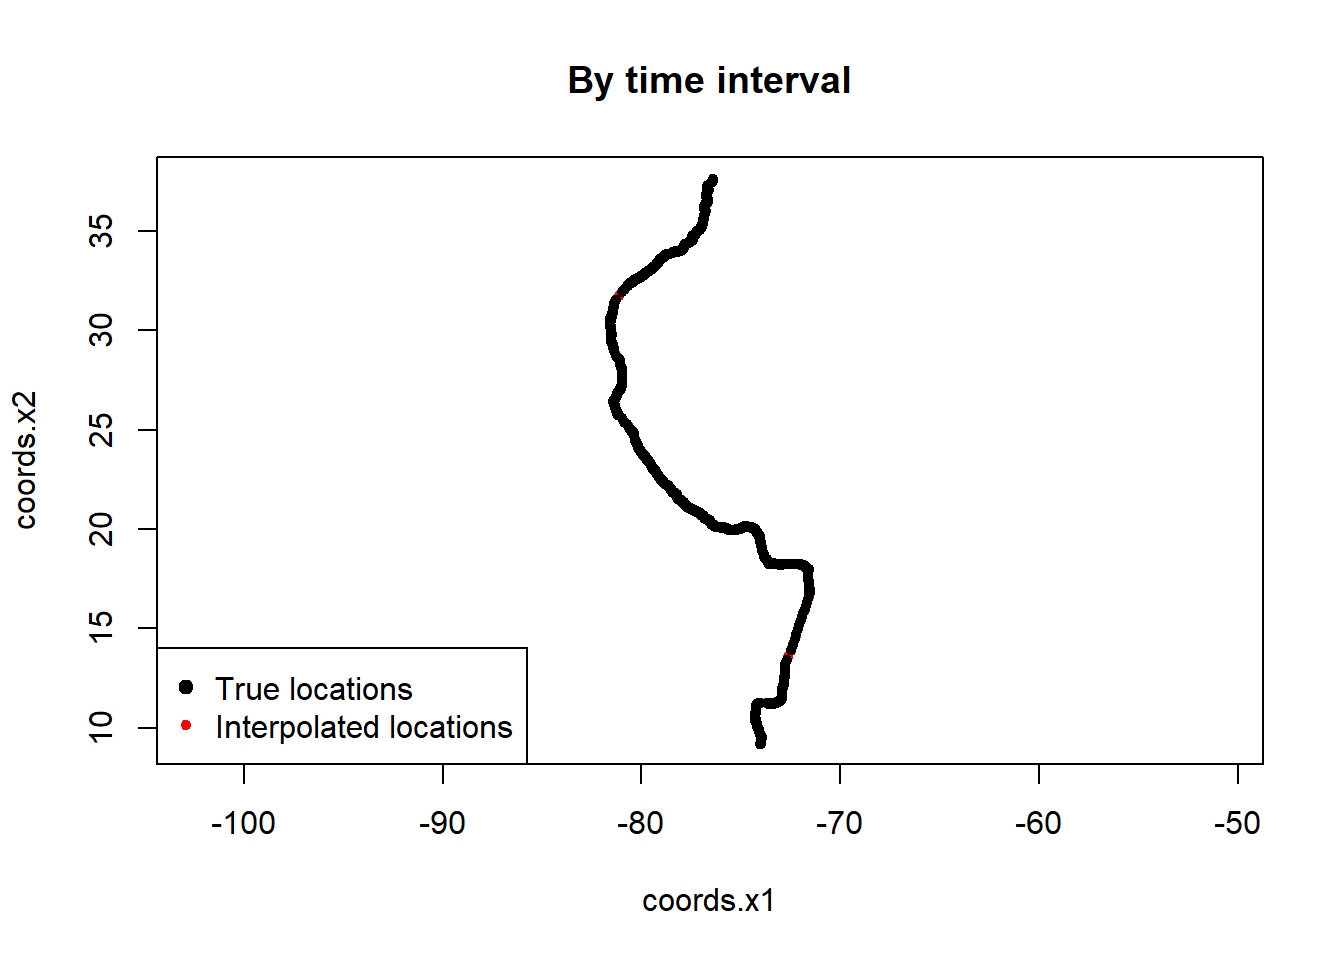 By time interval
coords.x2
35
30
25
20
15
10
True locations
Interpolated locations
-100 -90 -80 -70 -60 -50
coords.x1